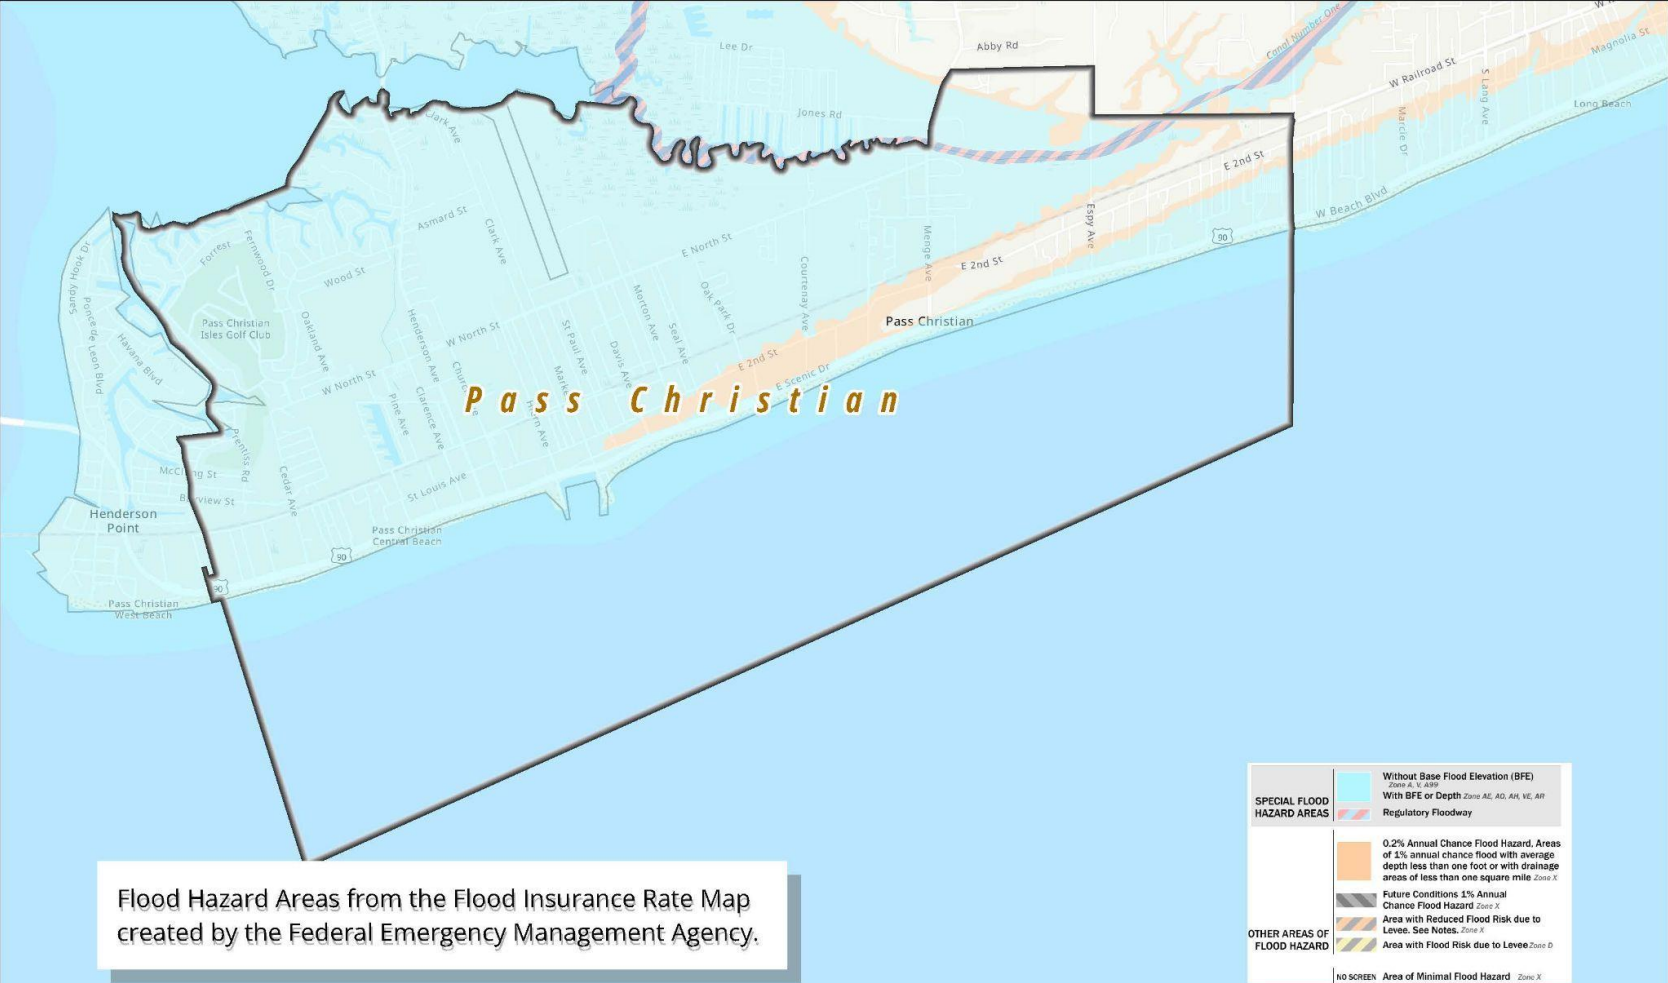 Lee Dr
Abby Rd
Canal Number One
Magnolia St
W Railroad St
S Lang Ave
Long Beach
Jones Rd
Marcie Dr
Clark Ave
E 2nd St
W Beach Blvd
Asmard St
Clark Ave
Espy Ave
90
E North St
Menge Ave
E 2nd St
Forrest
Fernwood Dr
Wood St
Courtenay Ave
Sandy Hook Dr
Ponce de Leon Blvd
Havana Blvd
Pass Christian
Isles Golf Club
Oakland Ave
Henderson Ave
W North St
St Paul Ave
Morton Ave
Seal Ave
Oak Park Dr
Davis Ave
Pass Christian
E 2nd St
E Scenic Dr
W North St
Pine Ave
Clarence Ave
Pass Christian
Prentiss Rd
Cedar Ave
St Louis Ave
Henderson
Point
Pass Christian
Central Beach
90
Pass Christian
West Beach
Flood Hazard Areas from the Flood Insurance Rate Map
created by the Federal Emergency Management Agency.
SPECIAL FLOOD
HAZARD AREAS
Without Base Flood Elevation (BFE)
Zone A, V, A99
With BFE or Depth Zone AE, AO, AH, VE, AR
Regulatory Floodway
OTHER AREAS OF
FLOOD HAZARD
0.2% Annual Chance Flood Hazard, Areas
of 1% annual chance flood with average
depth less than one foot or with drainage
areas of less than one square mile Zone X
Future Conditions 1% Annual
Chance Flood Hazard Zone X
Area with Reduced Flood Risk due to
Levee. See Notes. Zone X
Area with Flood Risk due to Levee Zone D
NO SCREEN Area of Minimal Flood Hazard Zone X